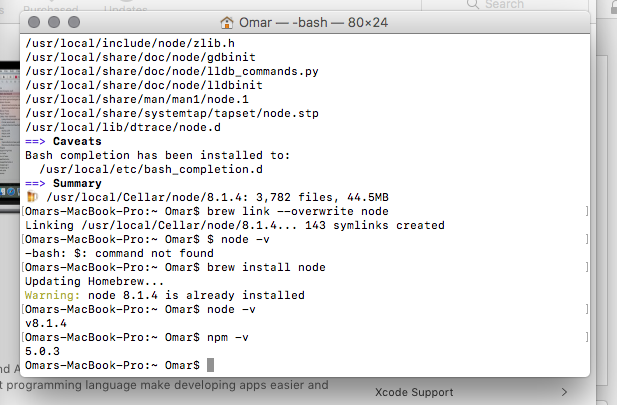 Purchased
Updates
Search
Omar — -bash — 80×24
/usr/local/include/node/zlib.h
/usr/local/share/doc/node/gdbinit
/usr/local/share/doc/node/lldb_commands.py
/usr/local/share/doc/node/lldbinit
/usr/local/share/man/man1/node.1
/usr/local/share/systemtap/tapset/node.stp
/usr/local/lib/dtrace/node.d
==> Caveats
Bash completion has been installed to:
  /usr/local/etc/bash_completion.d
==> Summary
🍺 /usr/local/Cellar/node/8.1.4: 3,782 files, 44.5MB
[Omars-MacBook-Pro:~ Omar$ brew link --overwrite node ]
Linking /usr/local/Cellar/node/8.1.4... 143 symlinks created
[Omars-MacBook-Pro:~ Omar$ $ node -v ]
-bash: $: command not found
[Omars-MacBook-Pro:~ Omar$ brew install node ]
Updating Homebrew...
Warning: node 8.1.4 is already installed
[Omars-MacBook-Pro:~ Omar$ node -v ]
v8.1.4
[Omars-MacBook-Pro:~ Omar$ npm -v ]
5.0.3
Omars-MacBook-Pro:~ Omar$
nd A
t programming language make developing apps easier and
Xcode Support